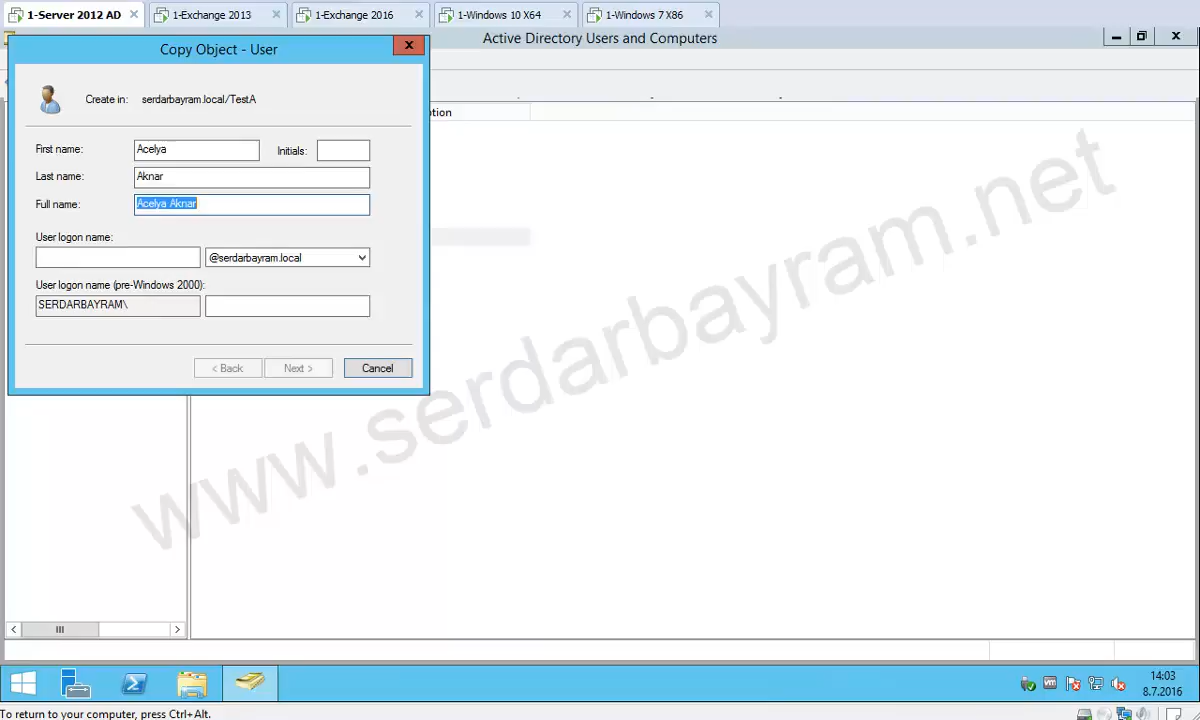 1-Server 2012 AD
1-Exchange 2013
1-Exchange 2016
1-Windows 10 X64
1-Windows 7 X86
Copy Object - User
Active Directory Users and Computers
Create in: serdarbayram.local/TestA
First name: Acelya Initials:
Last name: Aknar
Full name: Acelya Aknar
User logon name:
@serdarbayram.local
User logon name (pre-Windows 2000):
SERDARBAYRAM\
< Back Next > Cancel
www.serdarbayram.net
14:03
8.7.2016
To return to your computer, press Ctrl+Alt.